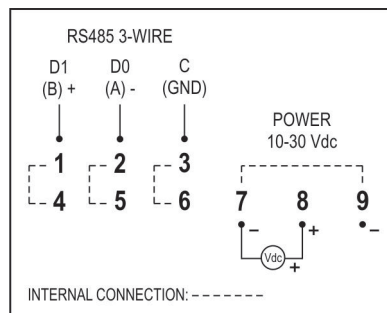 RS485 3-WIRE
D1 D0 C
(B) + (A) - (GND)
POWER
10-30 Vdc
1 2 3
4 5 6
7 8 9
– + –
Vdc +
INTERNAL CONNECTION: